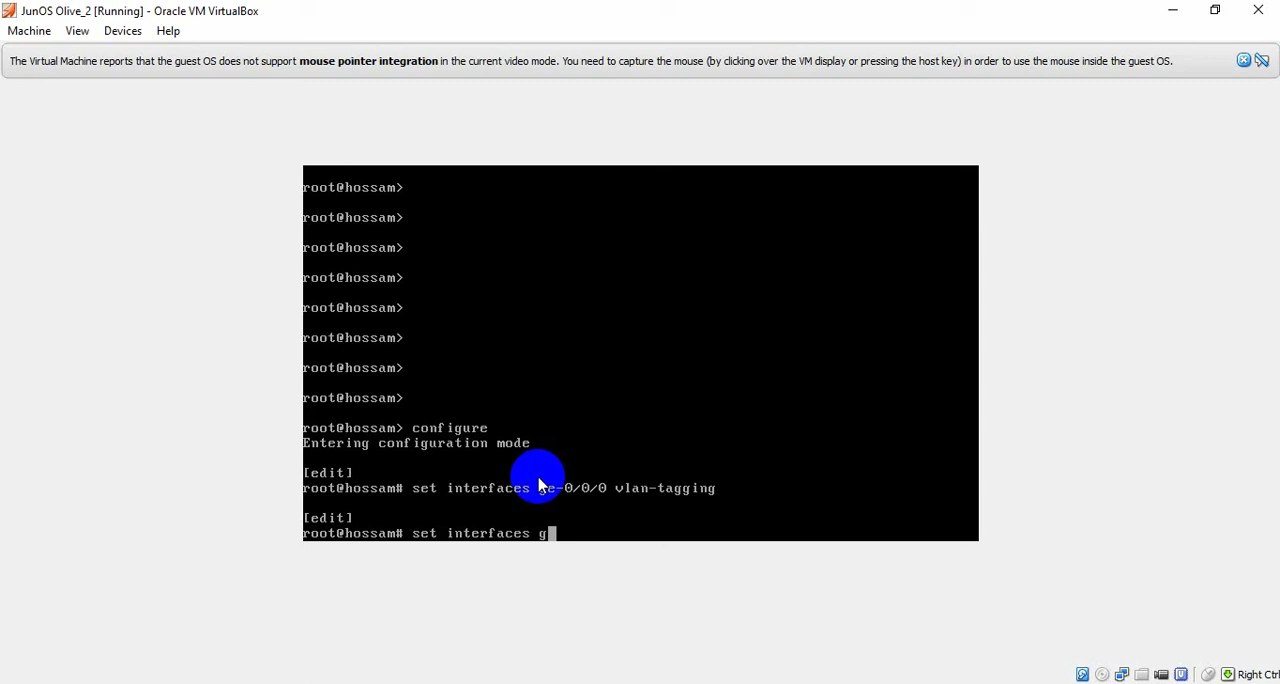 JunOS Olive_2 [Running] - Oracle VM VirtualBox
Machine View Devices Help
The Virtual Machine reports that the guest OS does not support mouse pointer integration in the current video mode. You need to capture the mouse (by clicking over the VM display or pressing the host key) in order to use the mouse inside the guest OS.
root@hossam>
root@hossam>
root@hossam>
root@hossam>
root@hossam>
root@hossam>
root@hossam>
root@hossam>
root@hossam> configure
Entering configuration mode
[edit]
root@hossam# set interfaces ge-0/0/0 vlan-tagging
[edit]
root@hossam# set interfaces g
Right Ctrl